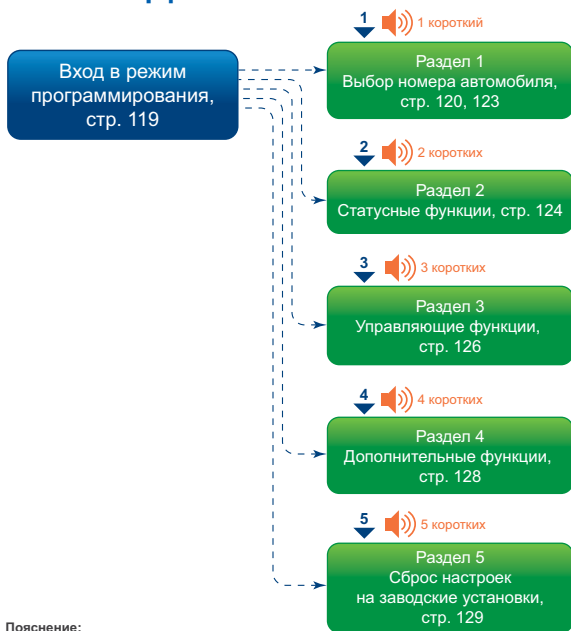 1 1 короткий
Вход в режим
программирования,
стр. 119
Раздел 1
Выбор номера автомобиля,
стр. 120, 123
2 2 коротких
Раздел 2
Статусные функции, стр. 124
3 3 коротких
Раздел 3
Управляющие функции,
стр. 126
4 4 коротких
Раздел 4
Дополнительные функции,
стр. 128
5 5 коротких
Раздел 5
Сброс настроек
на заводские установки,
стр. 129
Пояснение: